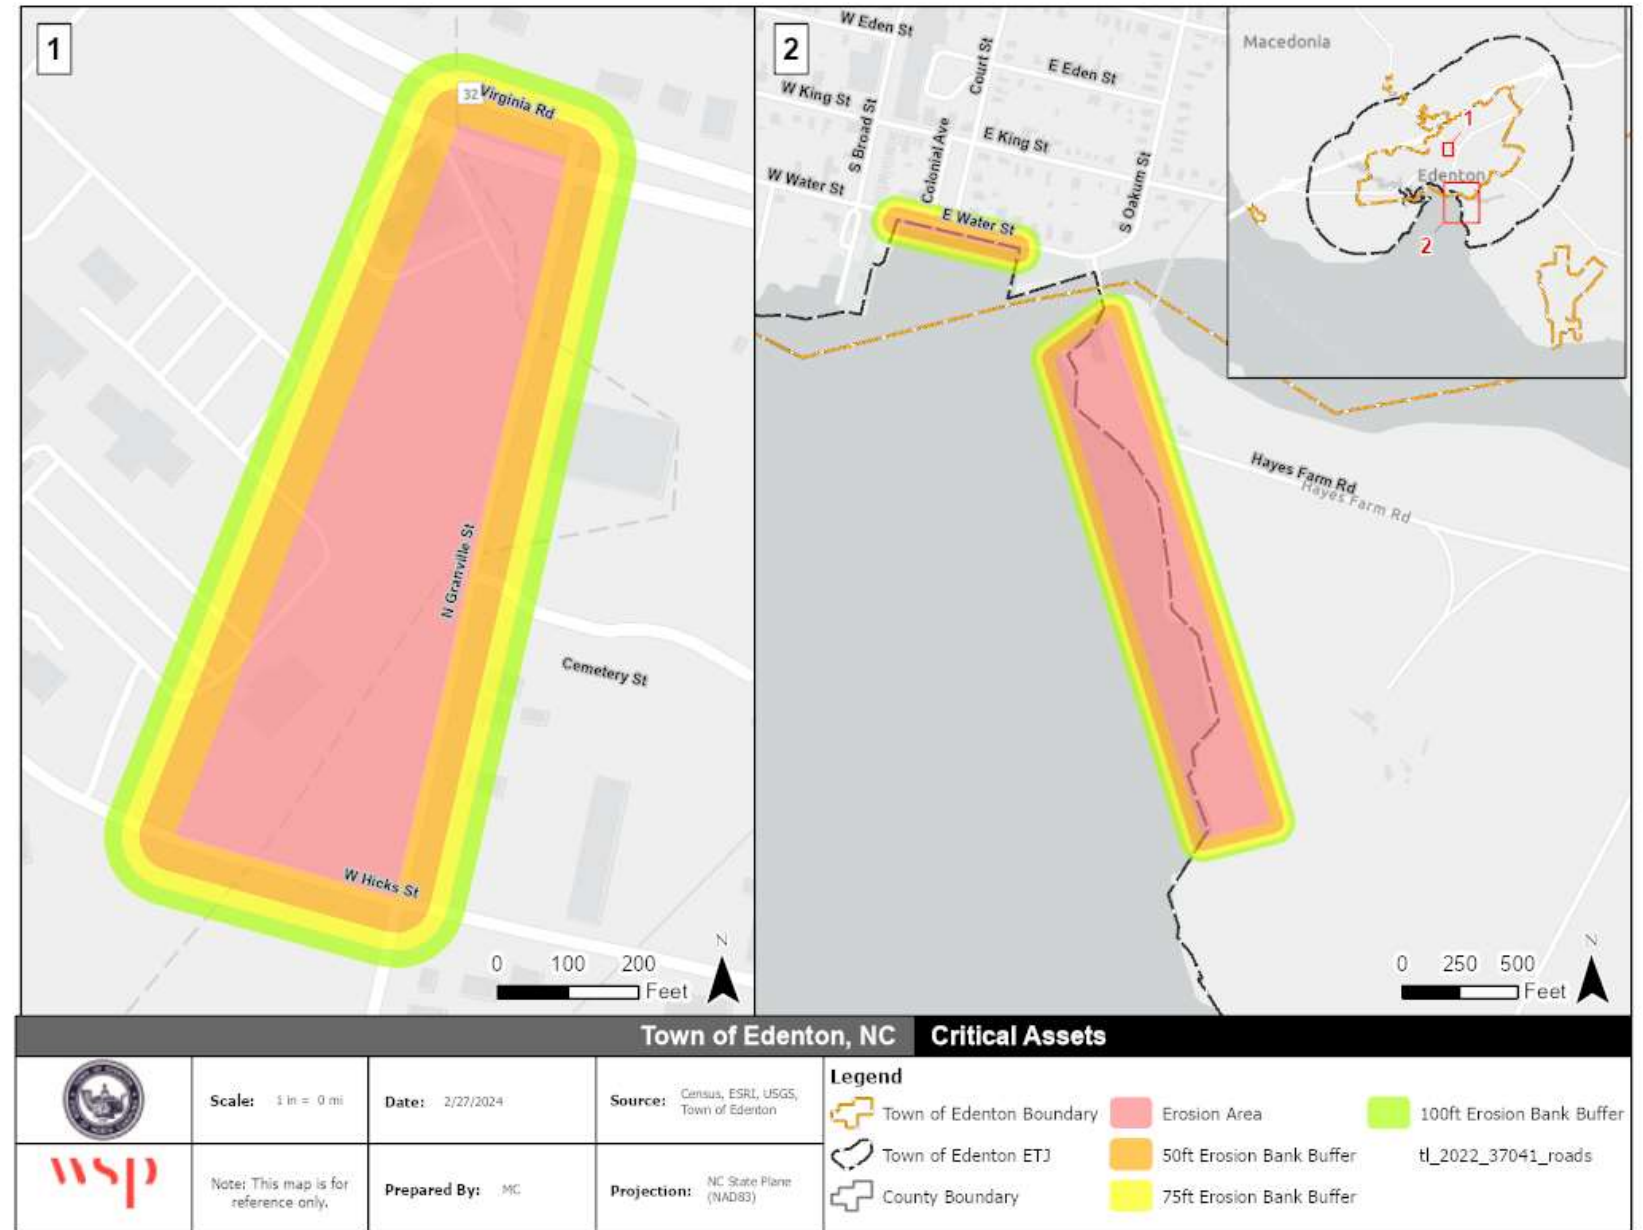 1
32
Virginia Rd
N Granville St
Cemetery St
W Hicks St
0 100 200
Feet
N
2
W Eden St
Court St
E Eden St
W King St
S Broad St
Colonial Ave
E King St
S Oakum St
W Water St
E Water St
Hayes Farm Rd
Hayes Farm Rd
0 250 500
Feet
N
Macedonia
1
Edenton
2
Town of Edenton, NC Critical Assets
Scale: 1 in = 0 mi
Date: 2/27/2024
Source: Census, ESRI, USGS,
Town of Edenton
wsp
Note: This map is for
reference only.
Prepared By: MC
Projection: NC State Plane
(NAD83)
Legend
Town of Edenton Boundary
Town of Edenton ETJ
County Boundary
Erosion Area
50ft Erosion Bank Buffer
75ft Erosion Bank Buffer
100ft Erosion Bank Buffer
tl_2022_37041_roads